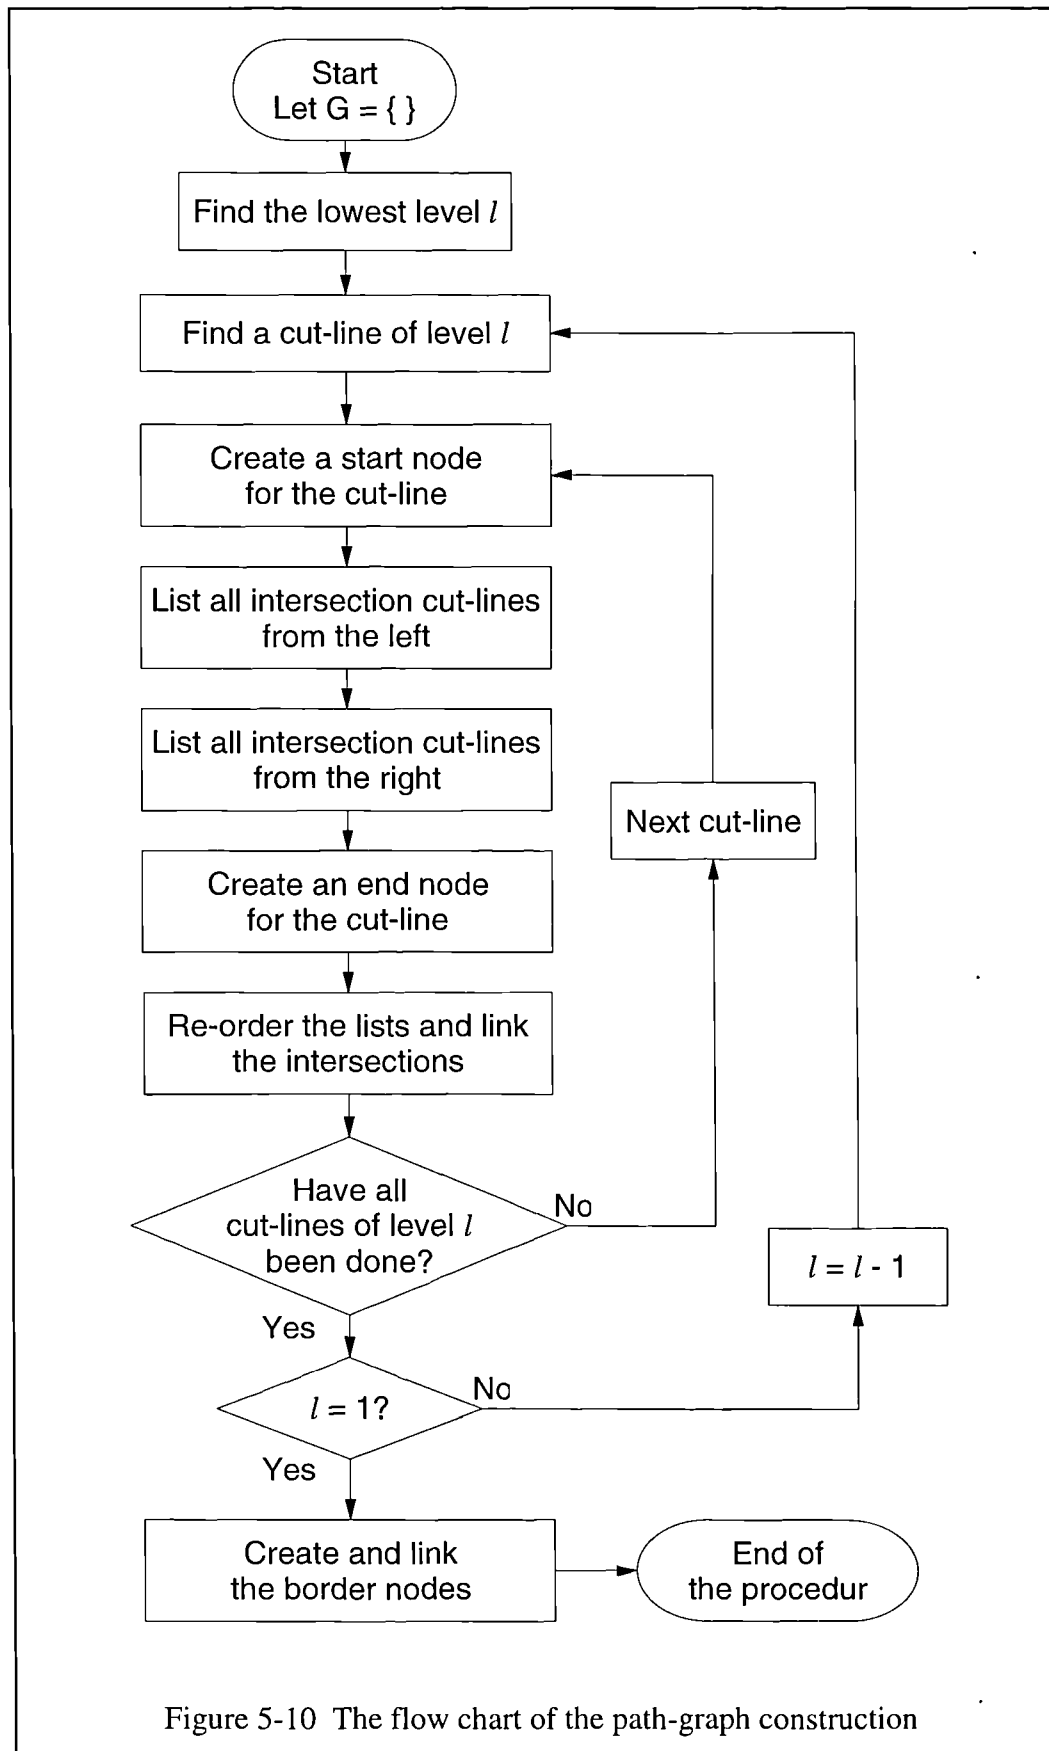 Start
Let G = { }
Find the lowest level l
Find a cut-line of level l
Create a start node
for the cut-line
List all intersection cut-lines
from the left
List all intersection cut-lines
from the right
Next cut-line
Create an end node
for the cut-line
Re-order the lists and link
the intersections
Have all
cut-lines of level l
been done?
No
l = l - 1
Yes
l = 1?
No
Yes
Create and link
the border nodes
End of
the procedur
Figure 5-10 The flow chart of the path-graph construction